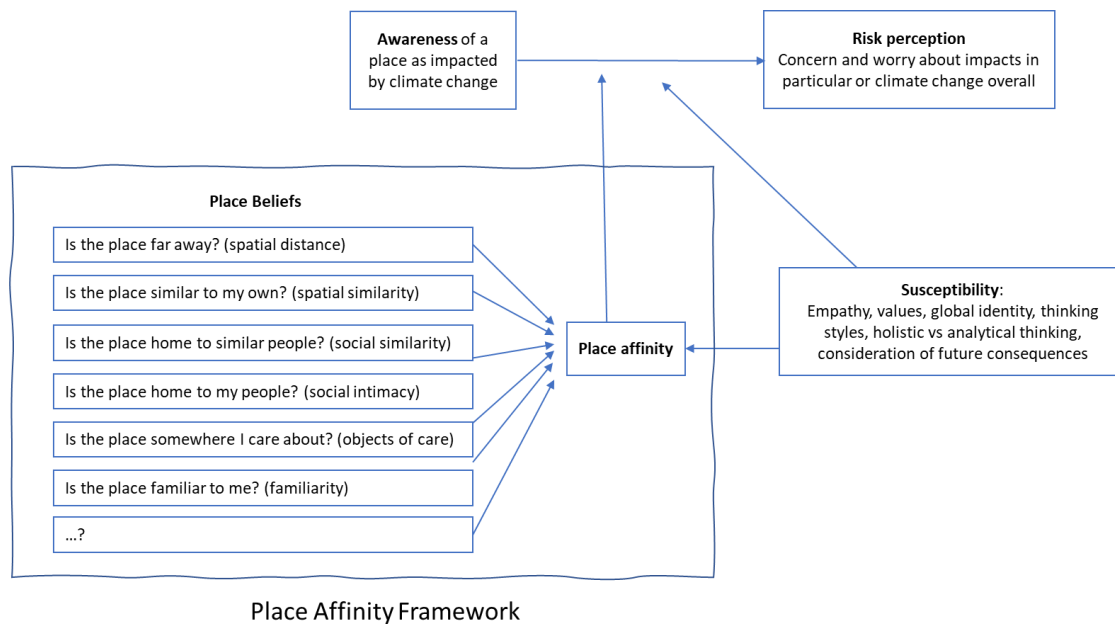 Awareness of a
place as impacted
by climate change
Risk perception
Concern and worry about impacts in
particular or climate change overall
Place Beliefs
Is the place far away? (spatial distance)
Is the place similar to my own? (spatial similarity)
Is the place home to similar people? (social similarity)
Is the place home to my people? (social intimacy)
Is the place somewhere I care about? (objects of care)
Is the place familiar to me? (familiarity)
...?
Place affinity
Susceptibility:
Empathy, values, global identity, thinking
styles, holistic vs analytical thinking,
consideration of future consequences
Place Affinity Framework